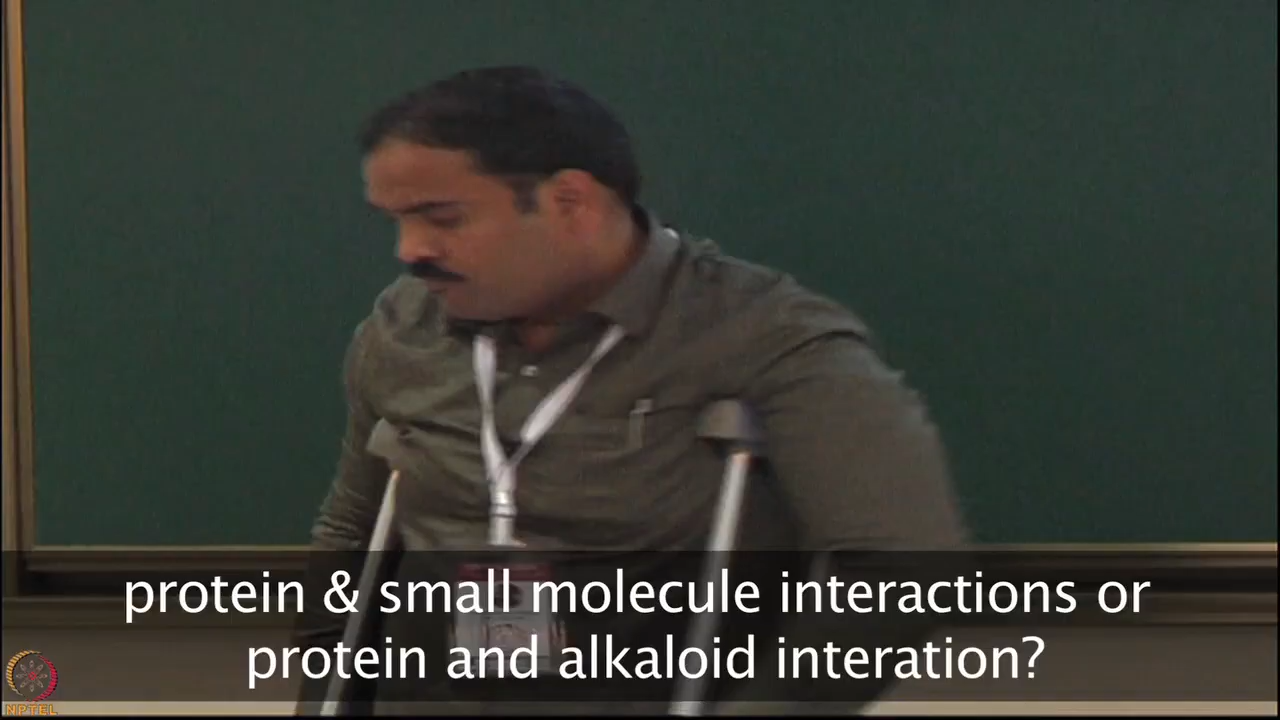 protein & small molecule interactions or
protein and alkaloid interation?
NPTEL